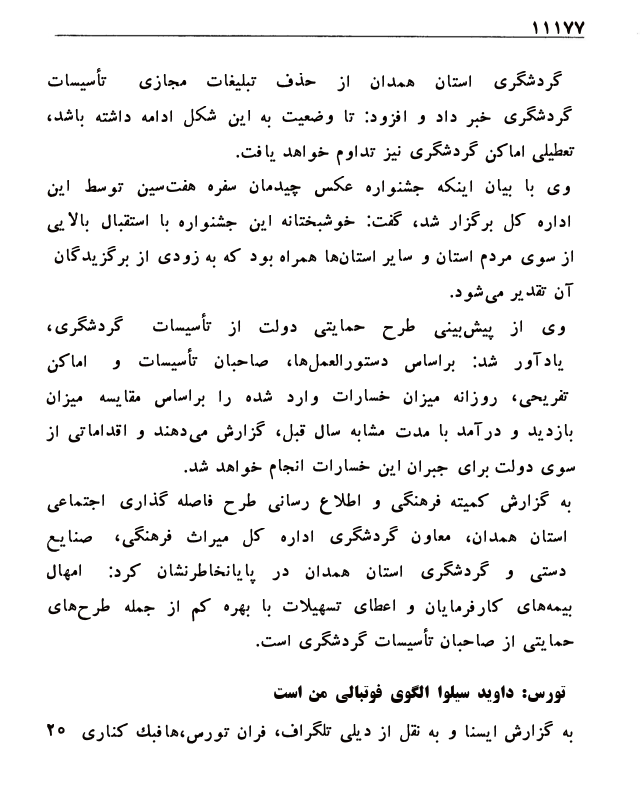 ۱۱۱۷۷
گردشگری استان همدان از حذف تبلیغات مجازی تأسیسات
گردشگری خبر داد و افزود: تا وضعیت به این شکل ادامه داشته باشد،
تعطیلی اماکن گردشگری نیز تداوم خواهد یافت.
وی با بیان اینکه جشنواره عکس چیدمان سفره هفت‌سین توسط این
اداره کل برگزار شد، گفت: خوشبختانه این جشنواره با استقبال بالایی
از سوی مردم استان و سایر استان‌ها همراه بود که به زودی از برگزیدگان
آن تقدیر می‌شود.
وی از پیش‌بینی طرح حمایتی دولت از تأسیسات گردشگری،
یادآور شد: براساس دستورالعمل‌ها، صاحبان تأسیسات و اماکن
تفریحی، روزانه میزان خسارات وارد شده را براساس مقایسه میزان
بازدید و درآمد با مدت مشابه سال قبل، گزارش می‌دهند و اقداماتی از
سوی دولت برای جبران این خسارات انجام خواهد شد.
به گزارش کمیته فرهنگی و اطلاع رسانی طرح فاصله گذاری اجتماعی
استان همدان، معاون گردشگری اداره کل میراث فرهنگی، صنایع
دستی و گردشگری استان همدان در پایانخاطرنشان کرد: امهال
بیمه‌های کارفرمایان و اعطای تسهیلات با بهره کم از جمله طرح‌های
حمایتی از صاحبان تأسیسات گردشگری است.
تورس: داوید سیلوا الگوی فوتبالی من است
به گزارش ایسنا و به نقل از دیلی تلگراف، فران تورس،هافبك کناری ۲۰